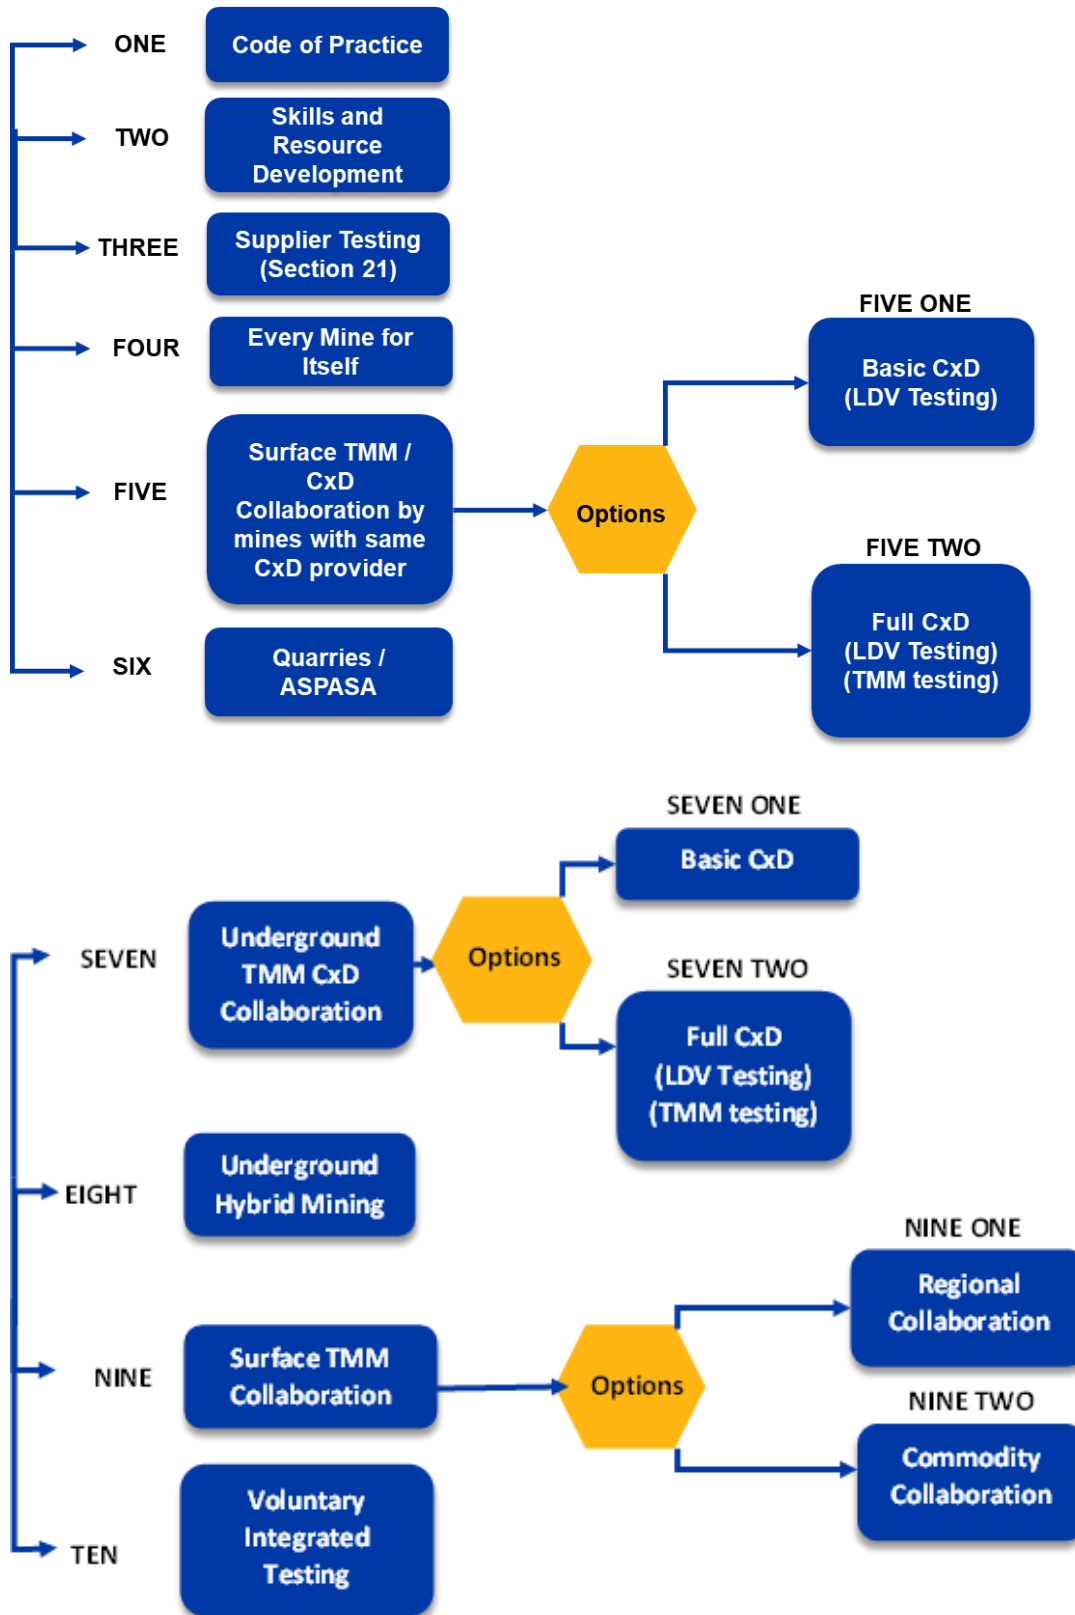 ONE
Code of Practice
TWO
Skills and
Resource
Development
THREE
Supplier Testing
(Section 21)
FOUR
Every Mine for
Itself
FIVE
Surface TMM /
CxD
Collaboration by
mines with same
CxD provider
Options
FIVE ONE
Basic CxD
(LDV Testing)
FIVE TWO
Full CxD
(LDV Testing)
(TMM testing)
SIX
Quarries /
ASPASA
SEVEN
Underground
TMM CxD
Collaboration
Options
SEVEN ONE
Basic CxD
SEVEN TWO
Full CxD
(LDV Testing)
(TMM testing)
EIGHT
Underground
Hybrid Mining
NINE
Surface TMM
Collaboration
Options
NINE ONE
Regional
Collaboration
NINE TWO
Commodity
Collaboration
TEN
Voluntary
Integrated
Testing